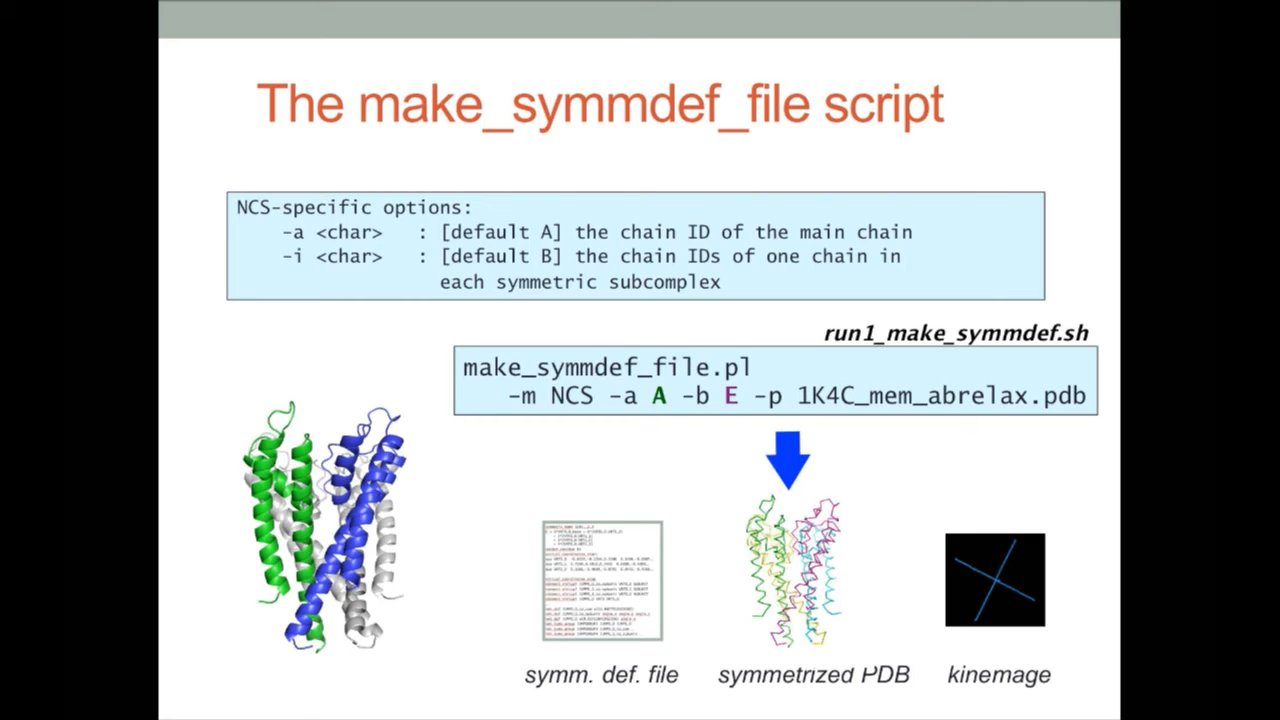 The make_symmdef_file script
NCS-specific options:
-a <char> : [default A] the chain ID of the main chain
-i <char> : [default B] the chain IDs of one chain in
each symmetric subcomplex
run1_make_symmdef.sh
make_symmdef_file.pl
-m NCS -a A -b E -p 1K4C_mem_abrelax.pdb
symm. def. file
symmetrized PDB
kinemage